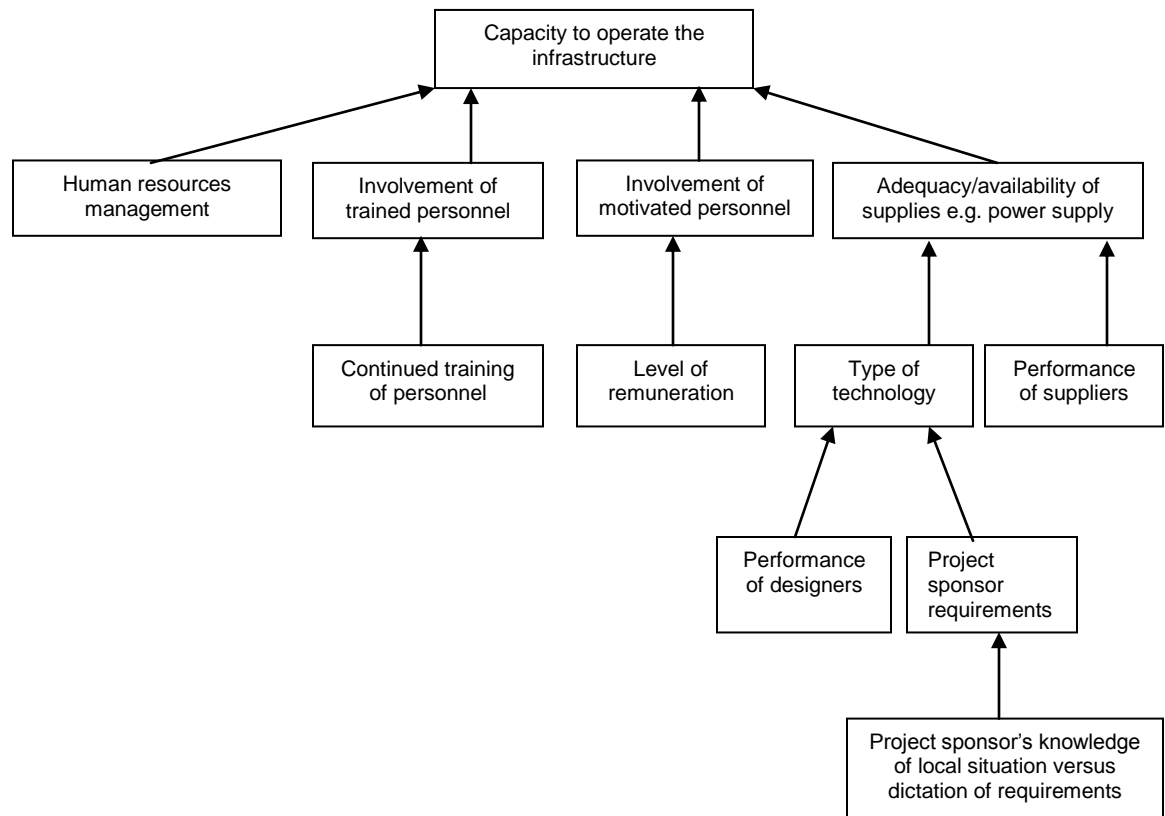 Capacity to operate the
infrastructure
Human resources
management
Involvement of
trained personnel
Involvement of
motivated personnel
Adequacy/availability of
supplies e.g. power supply
Continued training
of personnel
Level of
remuneration
Type of
technology
Performance
of suppliers
Performance
of designers
Project
sponsor
requirements
Project sponsor’s knowledge
of local situation versus
dictation of requirements